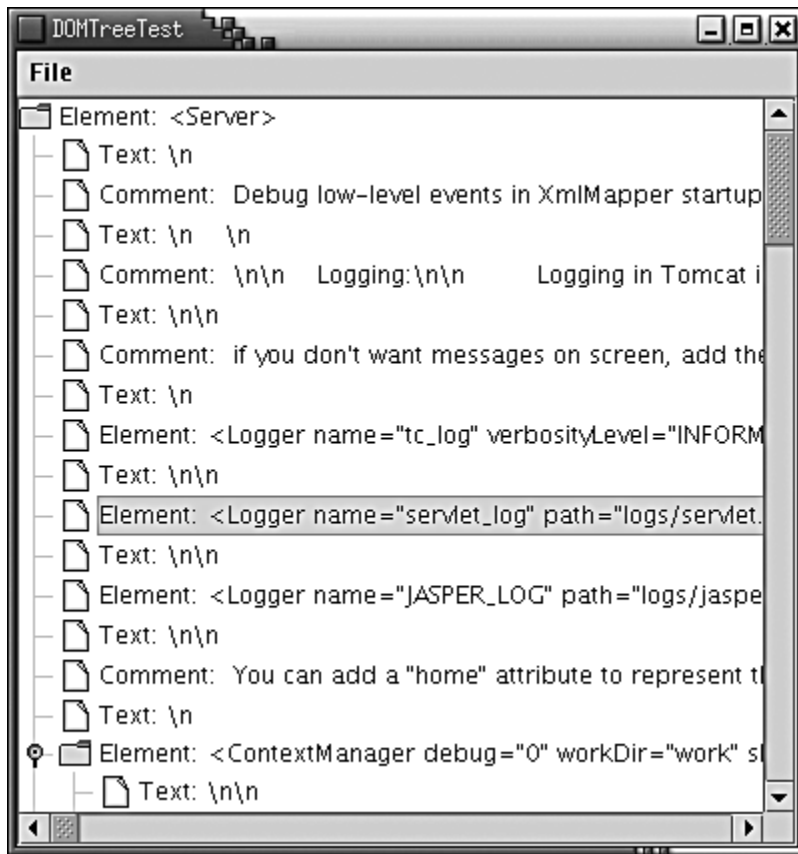 DOMTreeTest
File
Element: <Server>
Text: \n
Comment:  Debug low-level events in XmlMapper startup
Text: \n   \n
Comment:  \n\n   Logging:\n\n       Logging in Tomcat i
Text: \n\n
Comment:  if you don't want messages on screen, add the
Text: \n
Element: <Logger name="tc_log" verbosityLevel="INFORM
Text: \n\n
Element: <Logger name="servlet_log" path="logs/servlet.
Text: \n\n
Element: <Logger name="JASPER_LOG" path="logs/jaspe
Text: \n\n
Comment:  You can add a "home" attribute to represent t
Text: \n
Element: <ContextManager debug="0" workDir="work" s
Text: \n\n